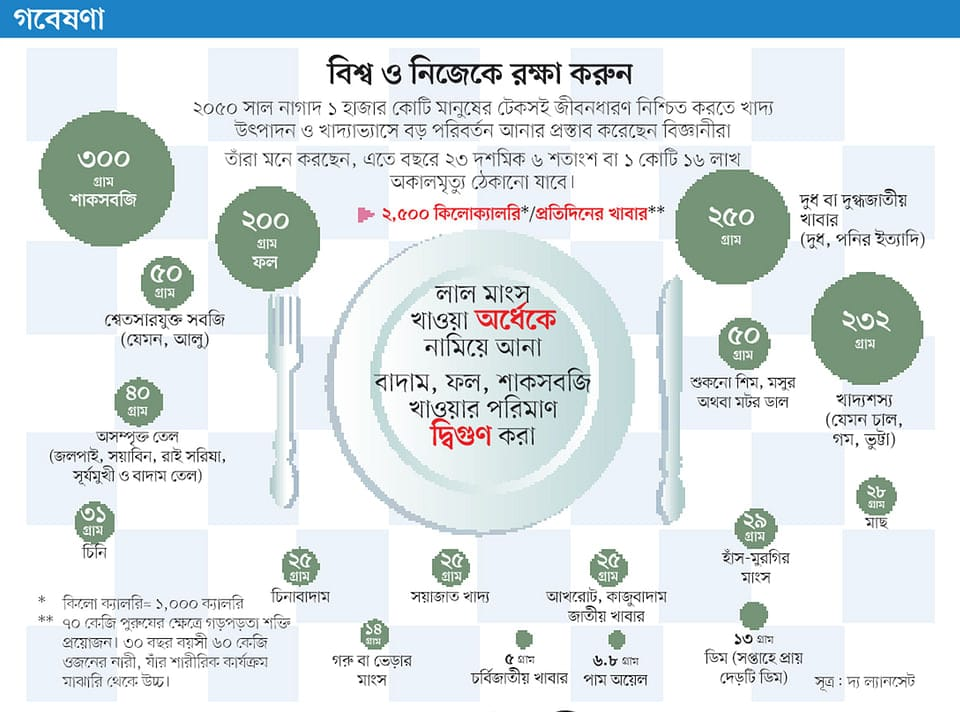 গবেষণা
বিশ্ব ও নিজেকে রক্ষা করুন
২০৫০ সাল নাগাদ ১ হাজার কোটি মানুষের টেকসই জীবনধারণ নিশ্চিত করতে খাদ্য
উৎপাদন ও খাদ্যাভ্যাসে বড় পরিবর্তন আনার প্রস্তাব করেছেন বিজ্ঞানীরা
তাঁরা মনে করছেন, এতে বছরে ২৩ দশমিক ৬ শতাংশ বা ১ কোটি ১৬ লাখ
অকালমৃত্যু ঠেকানো যাবে।
২,৫০০ কিলোক্যালরি*/প্রতিদিনের খাবার**
৩০০
গ্রাম
শাকসবজি
২০০
গ্রাম
ফল
২৫০
গ্রাম
দুধ বা দুগ্ধজাতীয়
খাবার
(দুধ, পনির ইত্যাদি)
৫০
গ্রাম
শ্বেতসারযুক্ত সবজি
(যেমন, আলু)
লাল মাংস
খাওয়া অর্ধেকে
নামিয়ে আনা
বাদাম, ফল, শাকসবজি
খাওয়ার পরিমাণ
দ্বিগুণ করা
৫০
গ্রাম
শুকনো শিম, মসুর
অথবা মটর ডাল
২৩২
গ্রাম
খাদ্যশস্য
(যেমন চাল,
গম, ভুট্টা)
৪০
গ্রাম
অসম্পৃক্ত তেল
(জলপাই, সয়াবিন, রাই সরিষা,
সূর্যমুখী ও বাদাম তেল)
৩১
গ্রাম
চিনি
২৮
গ্রাম
মাছ
২৯
গ্রাম
হাঁস-মুরগির
মাংস
২৫
গ্রাম
চিনাবাদাম
২৫
গ্রাম
সয়াজাত খাদ্য
২৫
গ্রাম
আখরোট, কাজুবাদাম
জাতীয় খাবার
১৪
গ্রাম
গরু বা ভেড়ার
মাংস
৫ গ্রাম
চর্বিজাতীয় খাবার
৬.৮ গ্রাম
পাম অয়েল
১৩ গ্রাম
ডিম (সপ্তাহে প্রায়
দেড়টি ডিম)
* কিলো ক্যালরি= ১,০০০ ক্যালরি
** ৭০ কেজি পুরুষের ক্ষেত্রে গড়পড়তা শক্তি
প্রয়োজন। ৩০ বছর বয়সী ৬০ কেজি
ওজনের নারী, যাঁর শারীরিক কার্যক্রম
মাঝারি থেকে উচ্চ।
সূত্র : দ্য ল্যানসেট